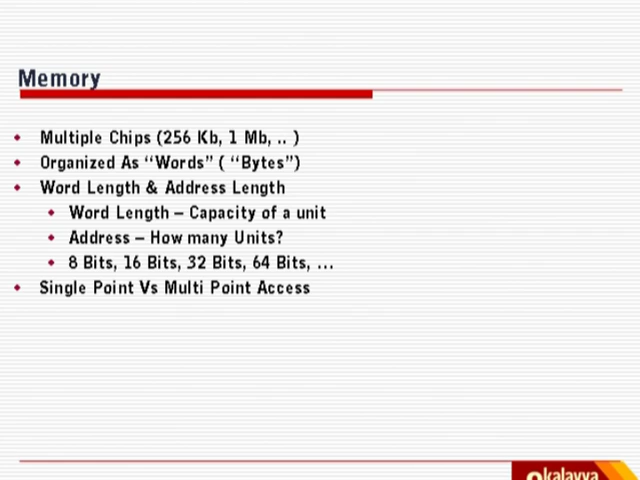 Memory
Multiple Chips (256 Kb, 1 Mb, .. )
Organized As “Words” ( “Bytes”)
Word Length & Address Length
Word Length – Capacity of a unit
Address – How many Units?
8 Bits, 16 Bits, 32 Bits, 64 Bits, ...
Single Point Vs Multi Point Access